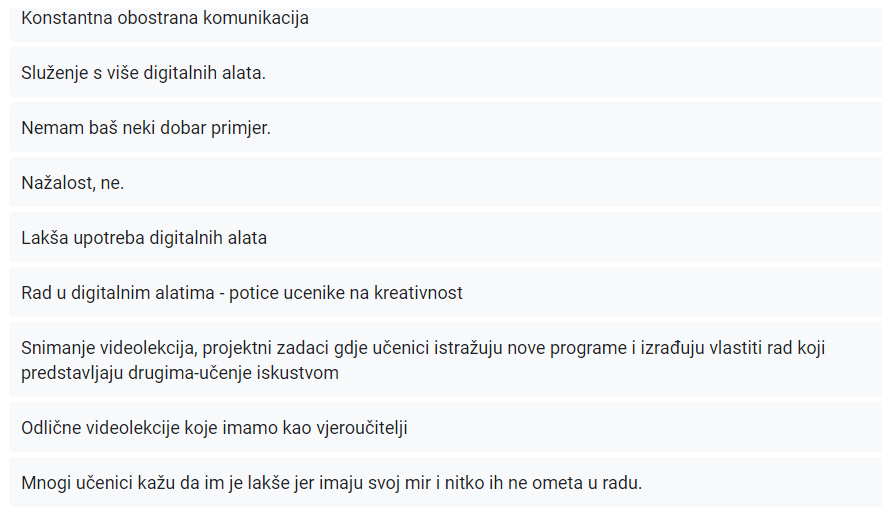 Konstantna obostrana komunikacija
Služenje s više digitalnih alata.
Nemam baš neki dobar primjer.
Nažalost, ne.
Lakša upotreba digitalnih alata
Rad u digitalnim alatima - potice ucenike na kreativnost
Snimanje videolekcija, projektni zadaci gdje učenici istražuju nove programe i izrađuju vlastiti rad koji
predstavljaju drugima-učenje iskustvom
Odlične videolekcije koje imamo kao vjeroučitelji
Mnogi učenici kažu da im je lakše jer imaju svoj mir i nitko ih ne ometa u radu.